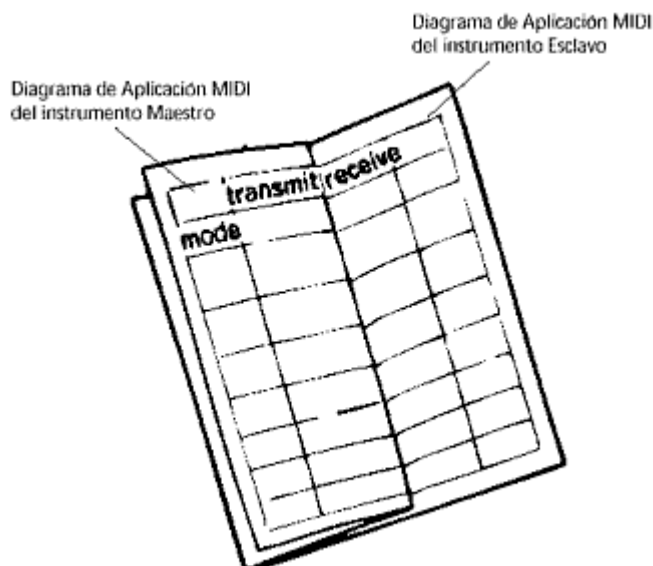 Diagrama de Aplicación MIDI
del instrumento Esclavo
Diagrama de Aplicación MIDI
del instrumento Maestro
transmit receive
mode